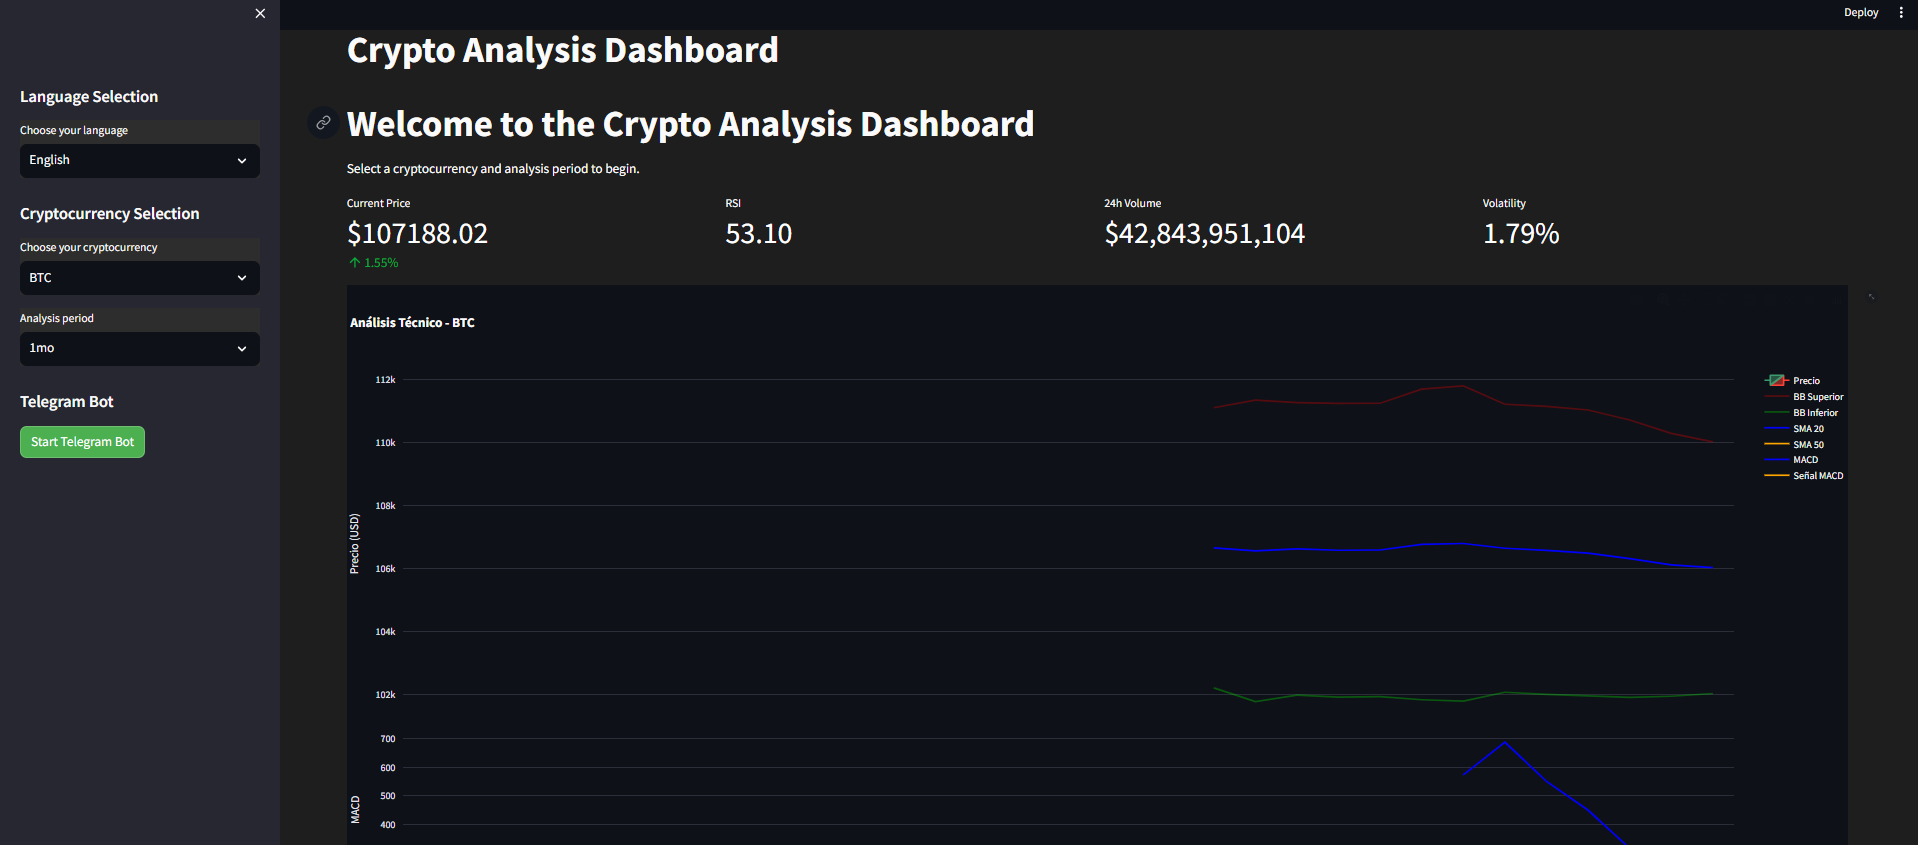 Deploy
Language Selection
Choose your language
English
Cryptocurrency Selection
Choose your cryptocurrency
BTC
Analysis period
1mo
Telegram Bot
Start Telegram Bot
Crypto Analysis Dashboard
Welcome to the Crypto Analysis Dashboard
Select a cryptocurrency and analysis period to begin.
Current Price
$107188.02
↑ 1.55%
RSI
53.10
24h Volume
$42,843,951,104
Volatility
1.79%
Análisis Técnico - BTC
Precio (USD)
112k
110k
108k
106k
104k
102k
MACD
700
600
500
400
Precio
BB Superior
BB Inferior
SMA 20
SMA 50
MACD
Señal MACD